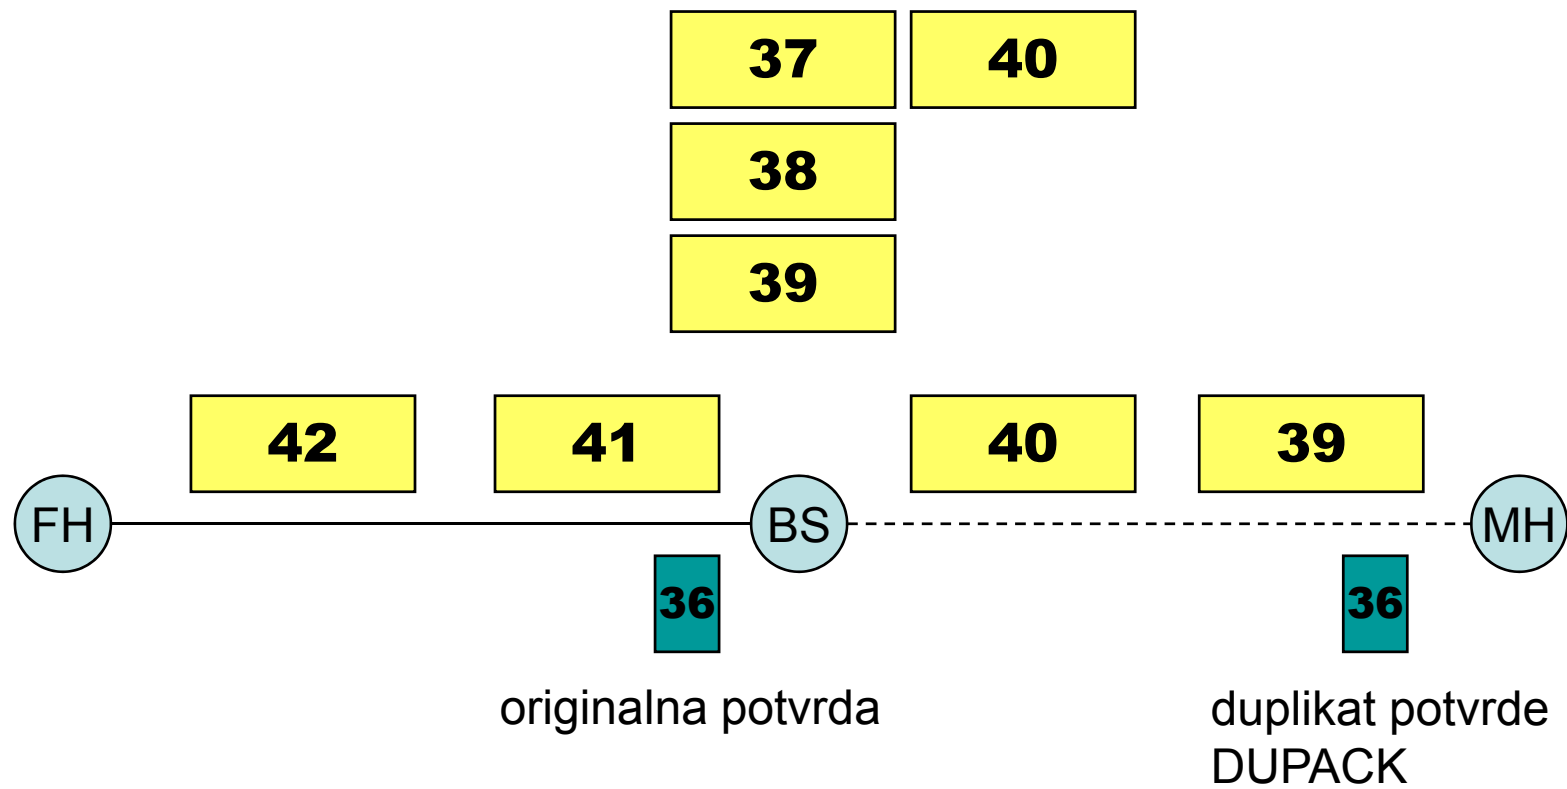 37 40
38
39
42 41 40 39
FH BS MH
36 36
originalna potvrda
duplikat potvrde
DUPACK